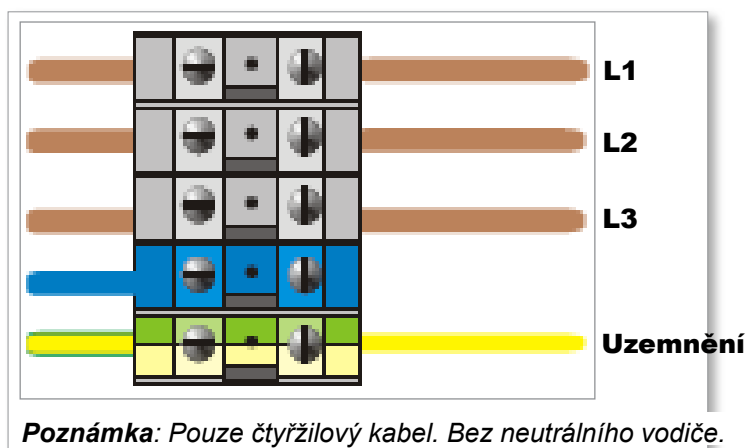 L1
L2
L3
Uzemnění
Poznámka: Pouze čtyřžilový kabel. Bez neutrálního vodiče.